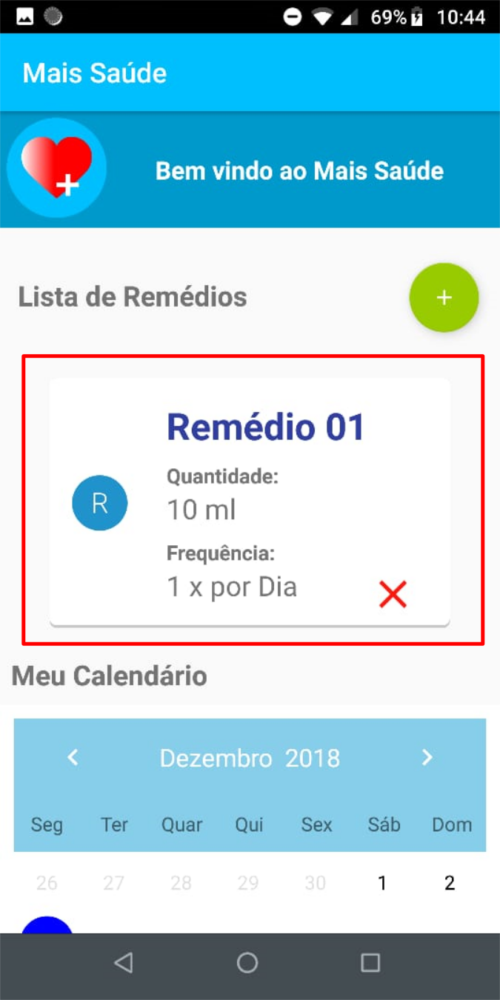 69% 10:44
Mais Saúde
Bem vindo ao Mais Saúde
Lista de Remédios
+
Remédio 01
R
Quantidade:
10 ml
Frequência:
1 x por Dia
Meu Calendário
Dezembro 2018
Seg Ter Quar Qui Sex Sáb Dom
26 27 28 29 30 1 2